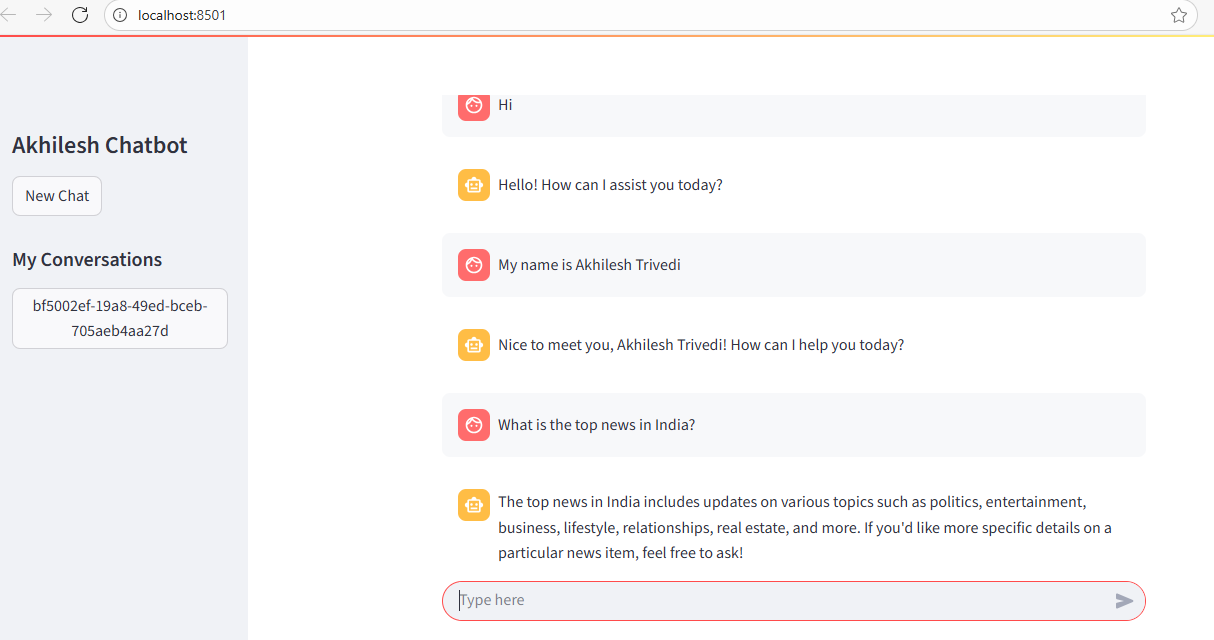 localhost:8501
Akhilesh Chatbot
New Chat
My Conversations
bf5002ef-19a8-49ed-bceb-
705aeb4aa27d
Hi
Hello! How can I assist you today?
My name is Akhilesh Trivedi
Nice to meet you, Akhilesh Trivedi! How can I help you today?
What is the top news in India?
The top news in India includes updates on various topics such as politics, entertainment,
business, lifestyle, relationships, real estate, and more. If you'd like more specific details on a
particular news item, feel free to ask!
Type here